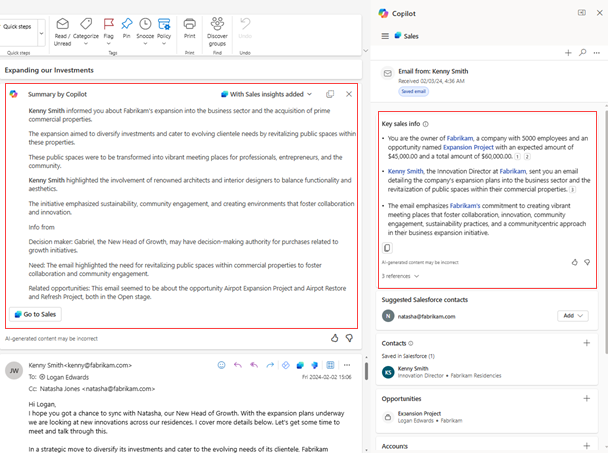 Quick steps
Read / Unread
Categorize
Flag
Pin
Snooze
Policy
Print
Discover groups
Undo
Quick steps
Tags
Print
Find
Undo
Expanding our Investments
Summary by Copilot
With Sales insights added
Kenny Smith informed you about Fabrikam's expansion into the business sector and the acquisition of prime
commercial properties.
The expansion aimed to diversify investments and cater to evolving clientele needs by revitalizing public spaces within
these properties.
These public spaces were to be transformed into vibrant meeting places for professionals, entrepreneurs, and the
community.
Kenny Smith highlighted the involvement of renowned architects and interior designers to balance functionality and
aesthetics.
The initiative emphasized sustainability, community engagement, and creating environments that foster collaboration
and innovation.
Info from
Decision maker: Gabriel, the New Head of Growth, may have decision-making authority for purchases related to
growth initiatives.
Need: The email highlighted the need for revitalizing public spaces within commercial properties to foster
collaboration and community engagement.
Related opportunities: This email seemed to be about the opportunity Airpot Expansion Project and Airpot Restore
and Refresh Project, both in the Open stage.
Go to Sales
AI-generated content may be incorrect
JW
Kenny Smith<kenny@fabrikam.com>
To: Logan Edwards
Fri 2024-02-02 15:06
Cc: Natasha Jones <natasha@fabrikam.com>
Hi Logan,
I hope you got a chance to sync with Natasha, our New Head of Growth. With the expansion plans underway
we are looking at new innovations across our residences. I cover more details below. Let's get some time to
meet and talk through this.
In a strategic move to diversify its investments and cater to the evolving needs of its clientele, Fabrikam
Copilot
Sales
Email from: Kenny Smith
Received 02/03/24, 4:36 AM
Saved email
Key sales info
• You are the owner of Fabrikam, a company with 5000 employees and an
opportunity named Expansion Project with an expected amount of
$45,000.00 and a total amount of $60,000.00. 1 2
• Kenny Smith, the Innovation Director at Fabrikam, sent you an email
detailing the company's expansion plans into the business sector and the
revitalization of public spaces within their commercial properties. 3
• The email emphasizes Fabrikam's commitment to creating vibrant
meeting places that foster collaboration, innovation, community
engagement, sustainability practices, and a communitycentric approach
in their business expansion initiative.
AI-generated content may be incorrect
3 references
Suggested Salesforce contacts
N
natasha@fabrikam.com
Add
Contacts
Saved in Salesforce (1)
KS
Kenny Smith
Innovation Director • Fabrikam Residencies
Opportunities
Exansion Project
Logan Edwards • Fabrikam
Accounts